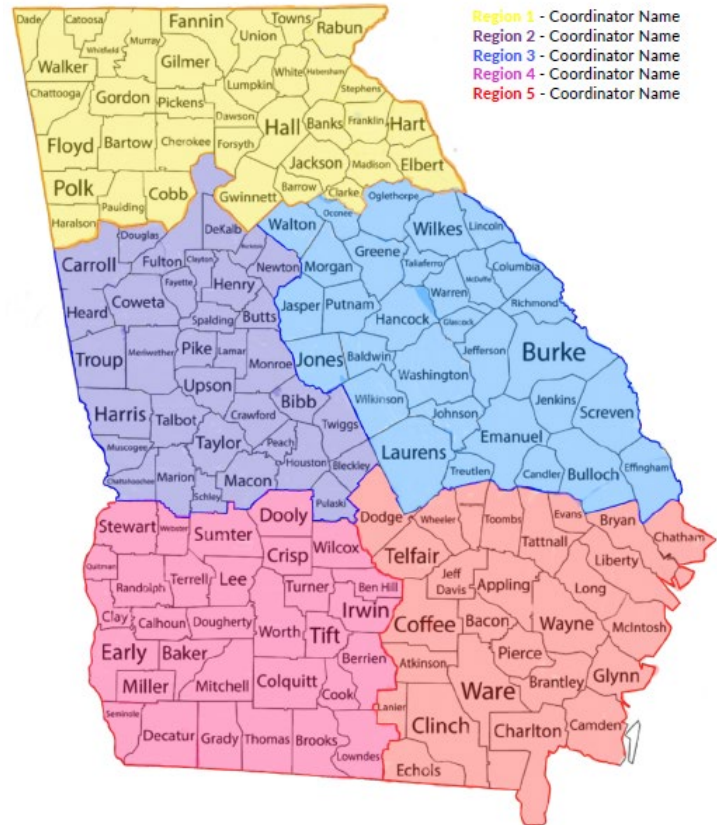 Region 1 - Coordinator Name
Region 2 - Coordinator Name
Region 3 - Coordinator Name
Region 4 - Coordinator Name
Region 5 - Coordinator Name
Dade
Catoosa
Fannin
Towns
Rabun
Whitfield
Murray
Union
Walker
Gilmer
White
Habersham
Lumpkin
Stephens
Chattooga
Gordon
Pickens
Dawson
Hall
Banks
Franklin
Hart
Floyd
Bartow
Cherokee
Forsyth
Jackson
Madison
Elbert
Polk
Cobb
Gwinnett
Barrow
Clarke
Oglethorpe
Haralson
Paulding
Oconee
Walton
Wilkes
Lincoln
Douglas
DeKalb
Greene
Carroll
Fulton
Clayton
Newton
Morgan
Taliaferro
McDuffie
Columbia
Fayette
Henry
Warren
Richmond
Heard
Coweta
Butts
Jasper
Putnam
Hancock
Spalding
Glascock
Troup
Meriwether
Pike
Lamar
Monroe
Jones
Baldwin
Jefferson
Burke
Washington
Upson
Bibb
Wilkinson
Jenkins
Screven
Harris
Talbot
Crawford
Twiggs
Johnson
Emanuel
Muscogee
Taylor
Peach
Laurens
Chattahoochee
Marion
Macon
Houston
Bleckley
Treutlen
Candler
Bulloch
Effingham
Schley
Pulaski
Stewart
Webster
Sumter
Dooly
Dodge
Wheeler
Montgomery
Toombs
Evans
Bryan
Chatham
Crisp
Wilcox
Telfair
Tattnall
Liberty
Quitman
Randolph
Terrell
Lee
Turner
Ben Hill
Jeff
Davis
Appling
Long
Clay
Calhoun
Dougherty
Worth
Tift
Irwin
Coffee
Bacon
Wayne
McIntosh
Early
Baker
Berrien
Atkinson
Pierce
Miller
Mitchell
Colquitt
Cook
Ware
Brantley
Glynn
Seminole
Lanier
Clinch
Charlton
Camden
Decatur
Grady
Thomas
Brooks
Lowndes
Echols